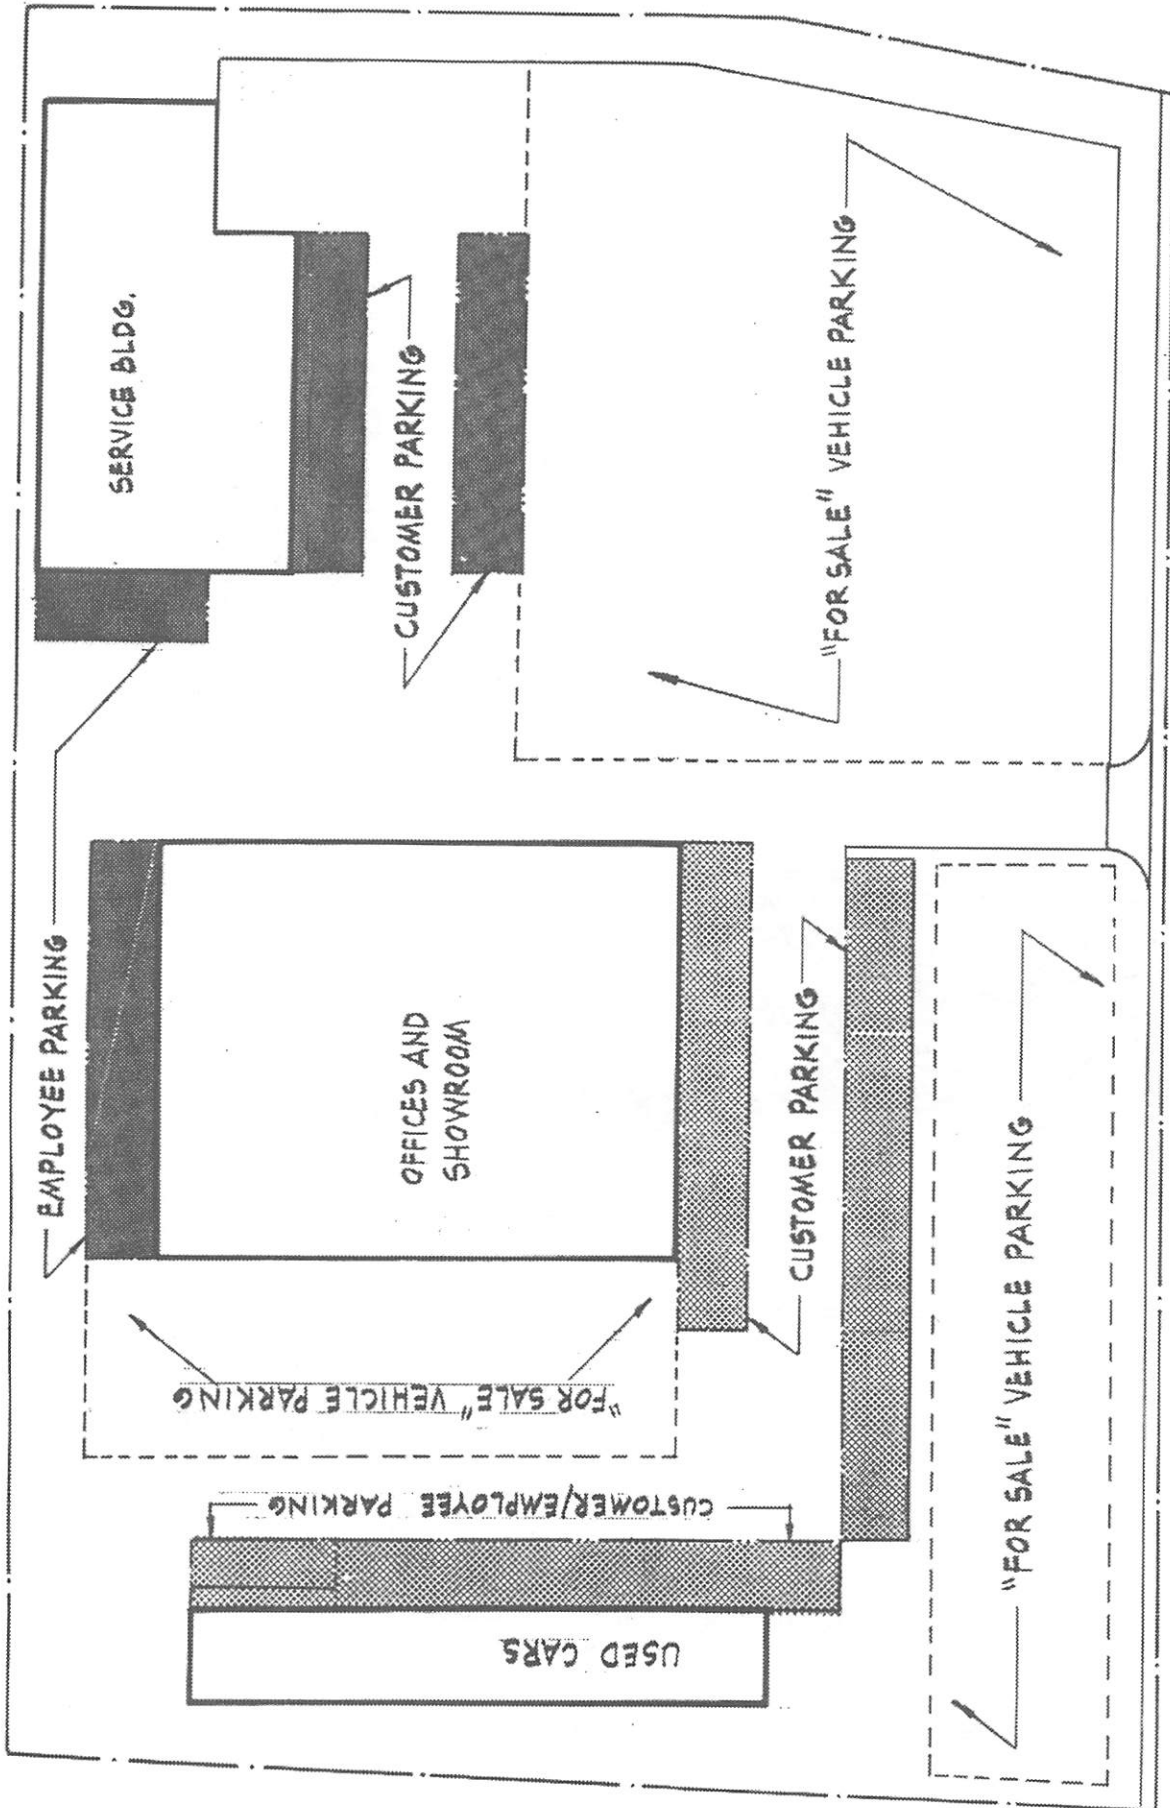 SERVICE BLDG.
CUSTOMER PARKING
"FOR SALE" VEHICLE PARKING
EMPLOYEE PARKING
OFFICES AND
SHOWROOM
CUSTOMER PARKING
"FOR SALE" VEHICLE PARKING
"FOR SALE" VEHICLE PARKING
CUSTOMER/EMPLOYEE PARKING
USED CARS